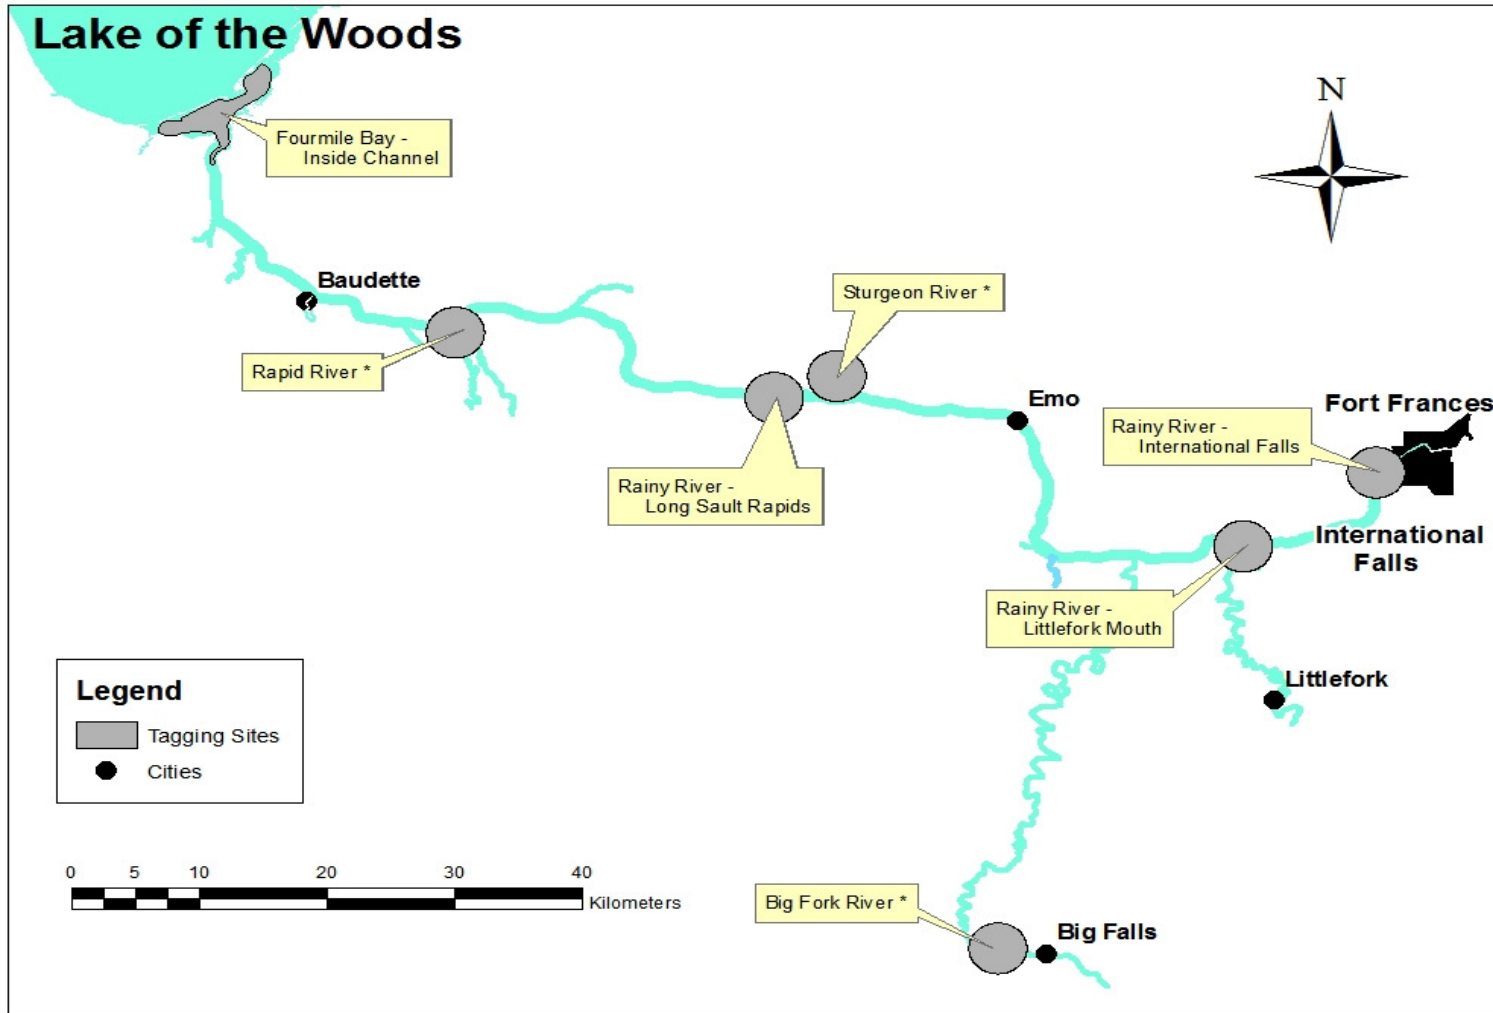 Lake of the Woods
N
Fourmile Bay -
Inside Channel
Baudette
Sturgeon River *
Rapid River *
Emo
Fort Frances
Rainy River -
International Falls
Rainy River -
Long Sault Rapids
International
Falls
Rainy River -
Littlefork Mouth
Littlefork
Legend
Tagging Sites
Cities
0 5 10 20 30 40
Kilometers
Big Fork River *
Big Falls